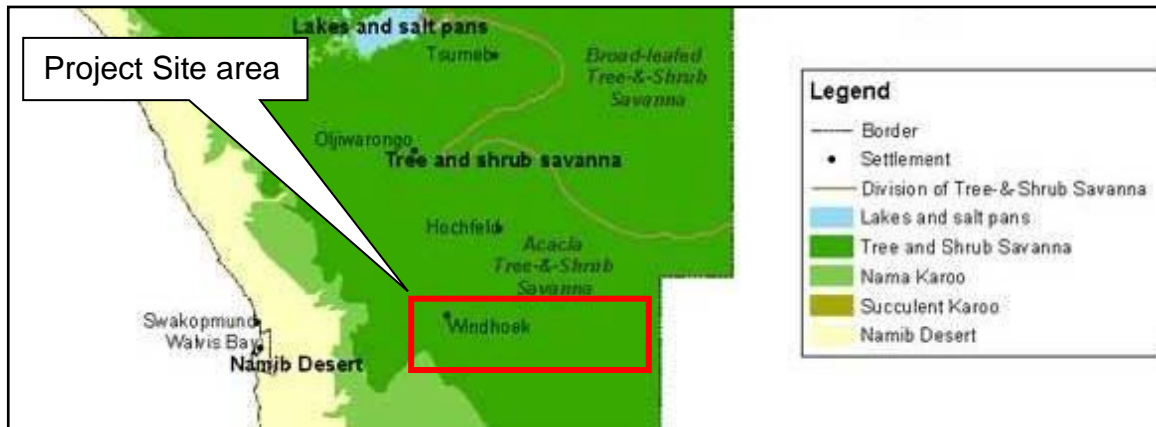 Lakes and salt pans
Project Site area
Tsumeb
Broad-leafed
Tree-&-Shrub
Savanna
Otjiwarongo
Tree and shrub savanna
Hochfeld
Acacia
Tree-&-Shrub
Savanna
Windhoek
Swakopmund
Walvis Bay
Namib Desert
Legend
Border
Settlement
Division of Tree-&-Shrub Savanna
Lakes and salt pans
Tree and Shrub Savanna
Nama Karoo
Succulent Karoo
Namib Desert